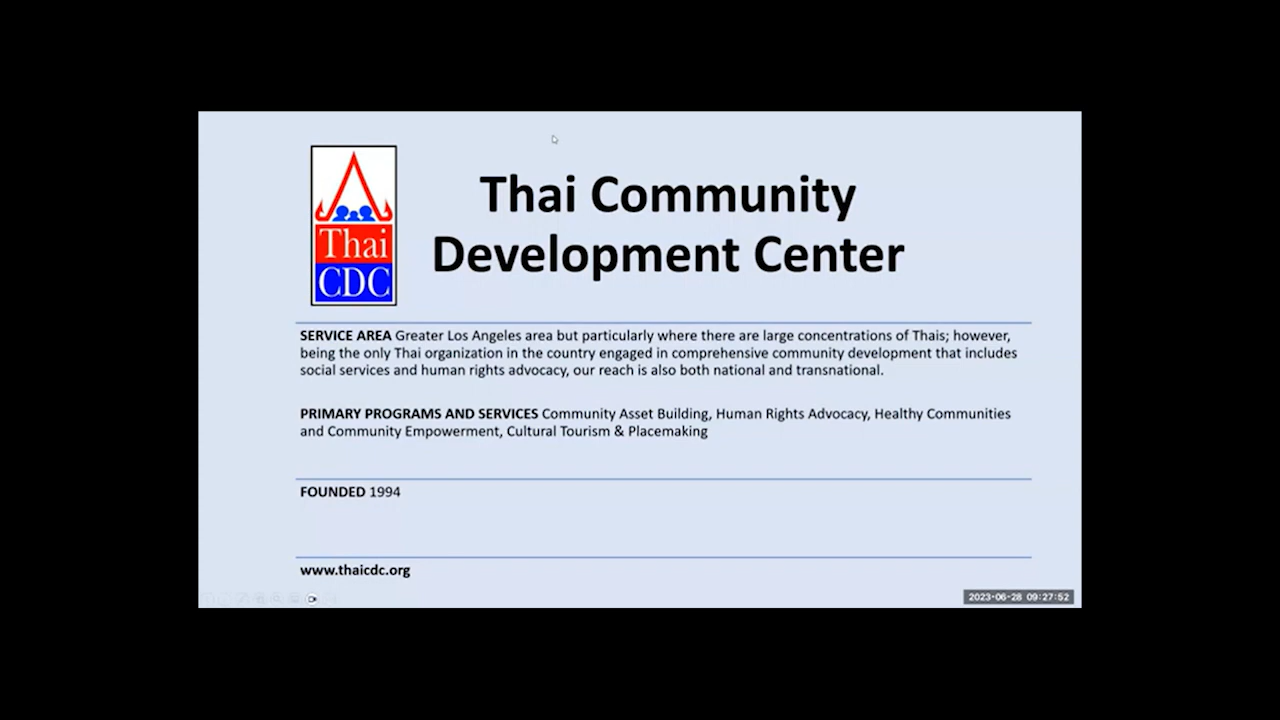 Thai
CDC
Thai Community
Development Center
SERVICE AREA Greater Los Angeles area but particularly where there are large concentrations of Thais; however,
being the only Thai organization in the country engaged in comprehensive community development that includes
social services and human rights advocacy, our reach is also both national and transnational.
PRIMARY PROGRAMS AND SERVICES Community Asset Building, Human Rights Advocacy, Healthy Communities
and Community Empowerment, Cultural Tourism & Placemaking
FOUNDED 1994
www.thaicdc.org
2023-06-28 09:27:52